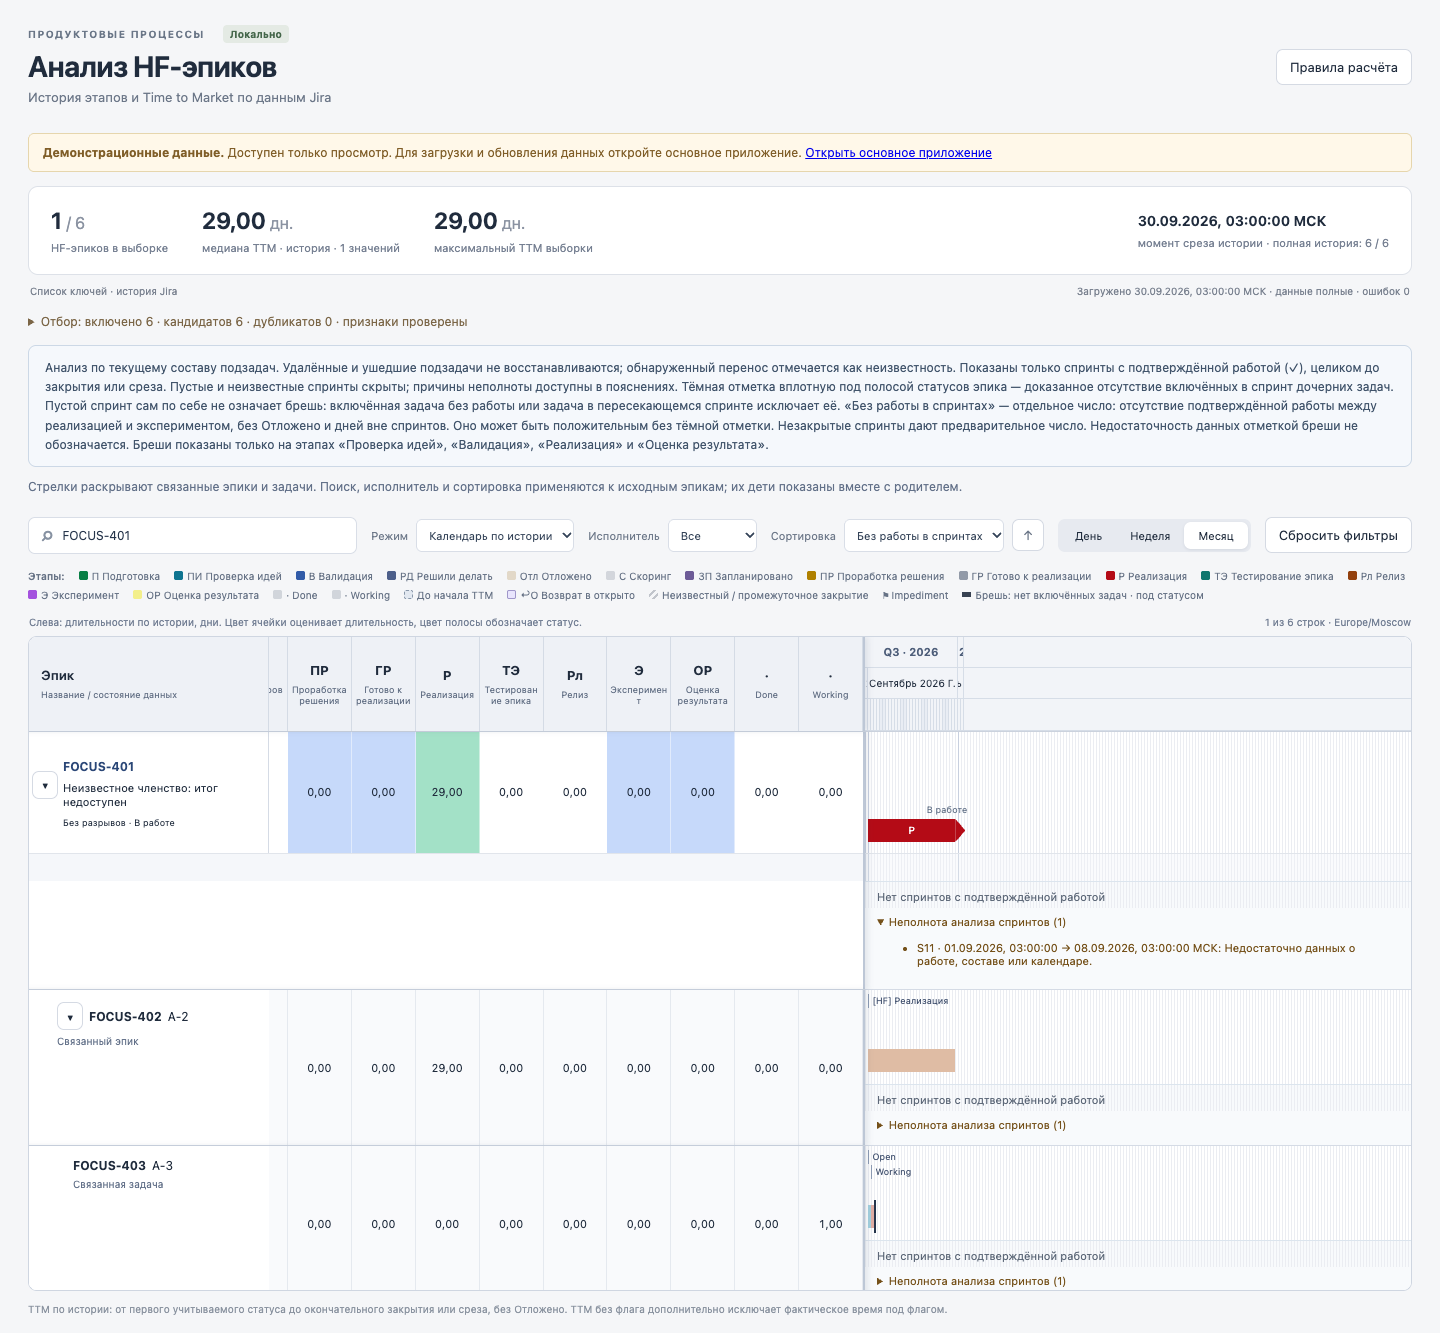 ПРОДУКТОВЫЕ ПРОЦЕССЫ Локально
Анализ HF-эпиков
История этапов и Time to Market по данным Jira
Правила расчёта
Демонстрационные данные. Доступен только просмотр. Для загрузки и обновления данных откройте основное приложение. Открыть основное приложение
1 / 6
HF-эпиков в выборке
29,00 дн.
медиана TTM · история · 1 значений
29,00 дн.
максимальный TTM выборки
30.09.2026, 03:00:00 МСК
момент среза истории · полная история: 6 / 6
Список ключей · история Jira
Загружено 30.09.2026, 03:00:00 МСК · данные полные · ошибок 0
▶ Отбор: включено 6 · кандидатов 6 · дубликатов 0 · признаки проверены
Анализ по текущему составу подзадач. Удалённые и ушедшие подзадачи не восстанавливаются; обнаруженный перенос отмечается как неизвестность. Показаны только спринты с подтверждённой работой (✓), целиком до
закрытия или среза. Пустые и неизвестные спринты скрыты; причины неполноты доступны в пояснениях. Тёмная отметка вплотную под полосой статусов эпика — доказанное отсутствие включённых в спринт дочерних задач.
Пустой спринт сам по себе не означает брешь: включённая задача без работы или задача в пересекающемся спринте исключает её. «Без работы в спринтах» — отдельное число: отсутствие подтверждённой работы между
реализацией и экспериментом, без Отложено и дней вне спринтов. Оно может быть положительным без тёмной отметки. Незакрытые спринты дают предварительное число. Недостаточность данных отметкой бреши не
обозначается. Бреши показаны только на этапах «Проверка идей», «Валидация», «Реализация» и «Оценка результата».
Стрелки раскрывают связанные эпики и задачи. Поиск, исполнитель и сортировка применяются к исходным эпикам; их дети показаны вместе с родителем.
FOCUS-401
Режим Календарь по истории
Исполнитель Все
Сортировка Без работы в спринтах ↑
День Неделя Месяц
Сбросить фильтры
Этапы: П Подготовка ПИ Проверка идей В Валидация РД Решили делать Отл Отложено С Скоринг ЗП Запланировано ПР Проработка решения ГР Готово к реализации Р Реализация ТЭ Тестирование эпика Рл Релиз
Э Эксперимент ОР Оценка результата · Done · Working До начала TTM ↩О Возврат в открыто Неизвестный / промежуточное закрытие ⚑ Impediment Брешь: нет включённых задач · под статусом
Слева: длительности по истории, дни. Цвет ячейки оценивает длительность, цвет полосы обозначает статус.
1 из 6 строк · Europe/Moscow
Эпик
Название / состояние данных
ров
ПР
Проработка
решения
ГР
Готово к
реализации
Р
Реализация
ТЭ
Тестирован
ие эпика
Рл
Релиз
Э
Эксперимен
т
ОР
Оценка
результата
·
Done
·
Working
Q3 · 2026
Сентябрь 2026 г.
▼ FOCUS-401
Неизвестное членство: итог
недоступен
Без разрывов · В работе
0,00 0,00 29,00 0,00 0,00 0,00 0,00 0,00 0,00
В работе
Р
Нет спринтов с подтверждённой работой
▼ Неполнота анализа спринтов (1)
• S11 · 01.09.2026, 03:00:00 → 08.09.2026, 03:00:00 МСК: Недостаточно данных о
работе, составе или календаре.
▼ FOCUS-402 A-2
Связанный эпик
0,00 0,00 29,00 0,00 0,00 0,00 0,00 0,00 0,00
[HF] Реализация
Нет спринтов с подтверждённой работой
▶ Неполнота анализа спринтов (1)
FOCUS-403 A-3
Связанная задача
0,00 0,00 0,00 0,00 0,00 0,00 0,00 0,00 1,00
Open
Working
Нет спринтов с подтверждённой работой
▶ Неполнота анализа спринтов (1)
TTM по истории: от первого учитываемого статуса до окончательного закрытия или среза, без Отложено. TTM без флага дополнительно исключает фактическое время под флагом.